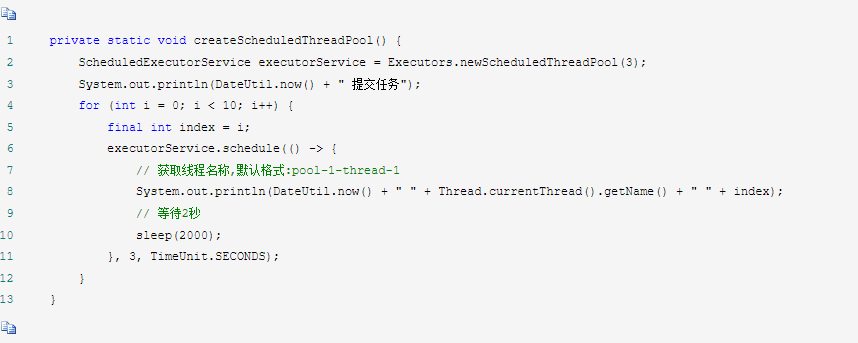 1 private static void createScheduledThreadPool() {
2 ScheduledExecutorService executorService = Executors.newScheduledThreadPool(3);
3 System.out.println(DateUtil.now() + " 提交任务");
4 for (int i = 0; i < 10; i++) {
5 final int index = i;
6 executorService.schedule(() -> {
7 // 获取线程名称,默认格式:pool-1-thread-1
8 System.out.println(DateUtil.now() + " " + Thread.currentThread().getName() + " " + index);
9 // 等待2秒
10 sleep(2000);
11 }, 3, TimeUnit.SECONDS);
12 }
13 }